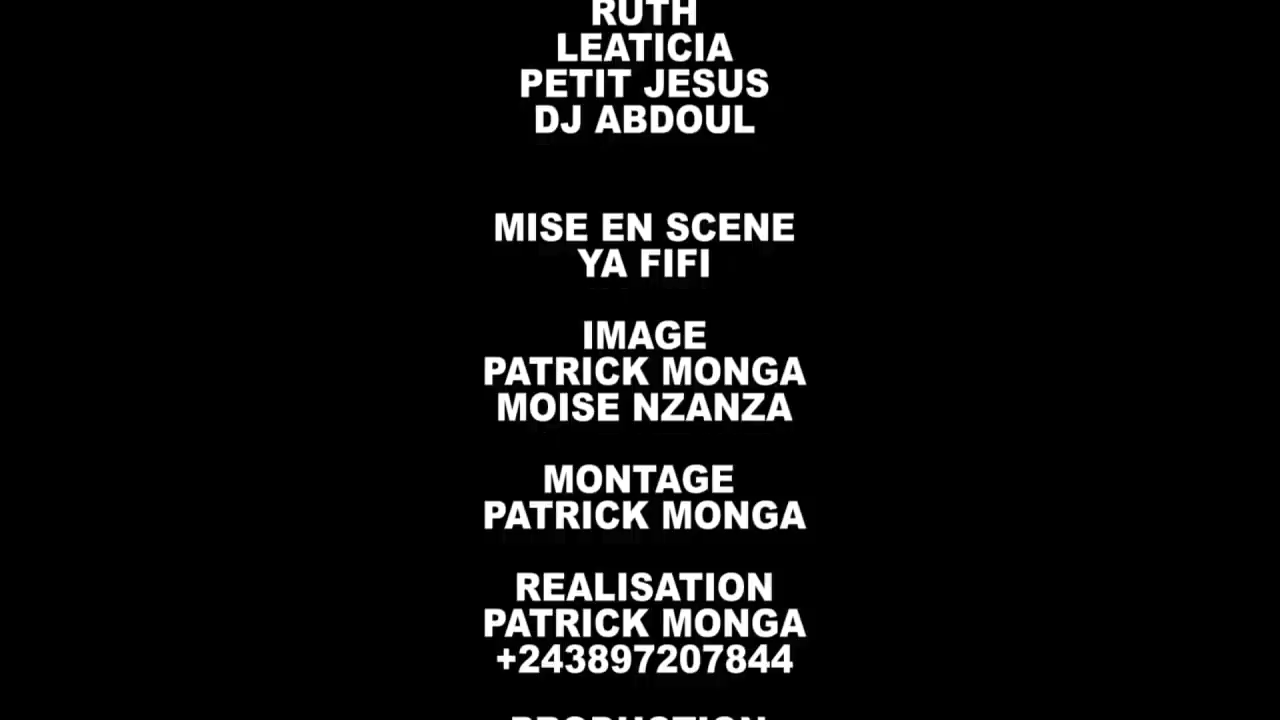 RUTH
LEATICIA
PETIT JESUS
DJ ABDOUL
MISE EN SCENE
YA FIFI
IMAGE
PATRICK MONGA
MOISE NZANZA
MONTAGE
PATRICK MONGA
REALISATION
PATRICK MONGA
+243897207844
PRODUCTION